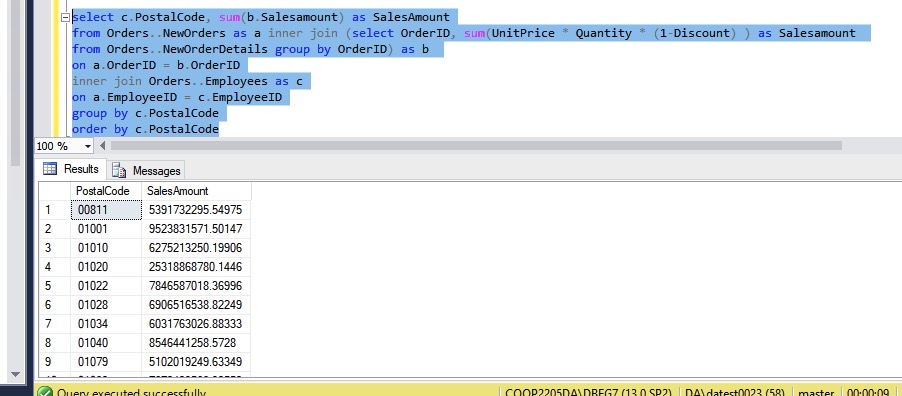 select c.PostalCode, sum(b.Salesamount) as SalesAmount
from Orders..NewOrders as a inner join (select OrderID, sum(UnitPrice * Quantity * (1-Discount) ) as Salesamount
from Orders..NewOrderDetails group by OrderID) as b
on a.OrderID = b.OrderID
inner join Orders..Employees as c
on a.EmployeeID = c.EmployeeID
group by c.PostalCode
order by c.PostalCode
100 %
Results Messages
PostalCode SalesAmount
1 00811 5391732295.54975
2 01001 9523831571.50147
3 01010 6275213250.19906
4 01020 25318868780.1446
5 01022 7846587018.36996
6 01028 6906516538.82249
7 01034 6031763026.88333
8 01040 8546441258.5728
9 01079 5102019249.63349
Query executed successfully COOP2205DA\DBEG7 (13.0 SP2) DA\datest0023 (58) master 00:00:09